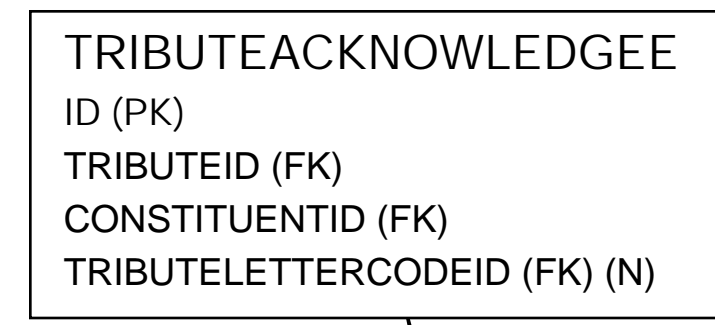 TRIBUTEACKNOWLEDGEE
ID (PK)
TRIBUTEID (FK)
CONSTITUENTID (FK)
TRIBUTELETTERCODEID (FK) (N)